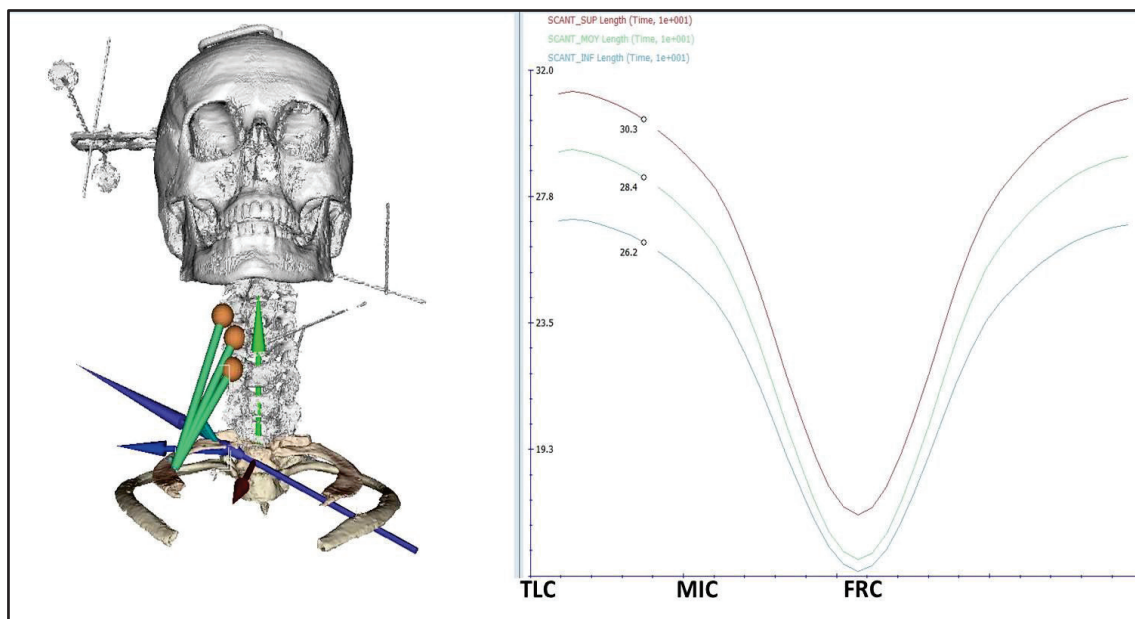 SCANT_SUP Length (Time, 1e+001)
SCANT_MOY Length (Time, 1e+001)
SCANT_INF Length (Time, 1e+001)
32.0
30.3
28.4
27.8
26.2
23.5
19.3
TLC MIC FRC